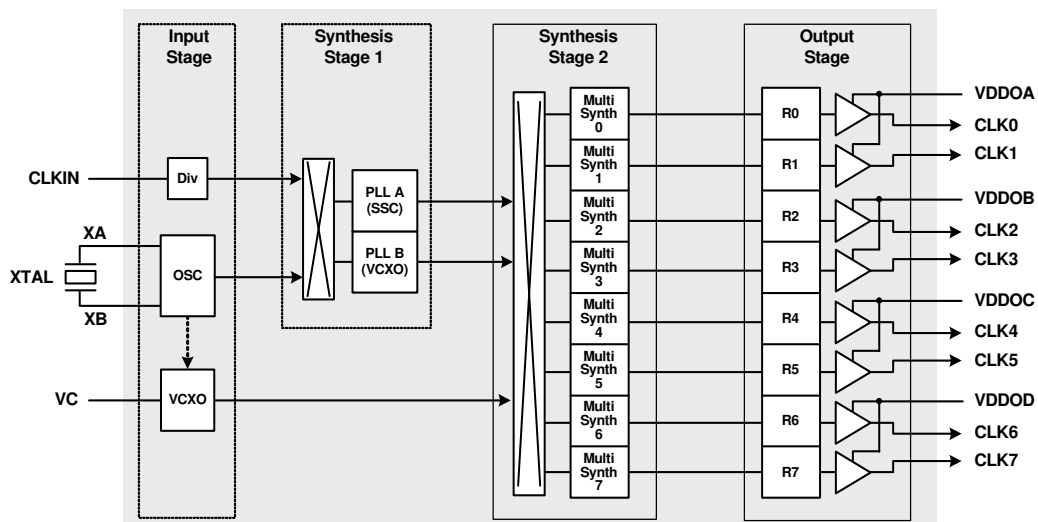 Input
Stage
Synthesis
Stage 1
Synthesis
Stage 2
Output
Stage
CLKIN
XA
XTAL
XB
VC
Div
OSC
VCXO
PLL A
(SSC)
PLL B
(VCXO)
Multi
Synth
0
Multi
Synth
1
Multi
Synth
2
Multi
Synth
3
Multi
Synth
4
Multi
Synth
5
Multi
Synth
6
Multi
Synth
7
R0
R1
R2
R3
R4
R5
R6
R7
VDDOA
CLK0
CLK1
VDDOB
CLK2
CLK3
VDDOC
CLK4
CLK5
VDDOD
CLK6
CLK7